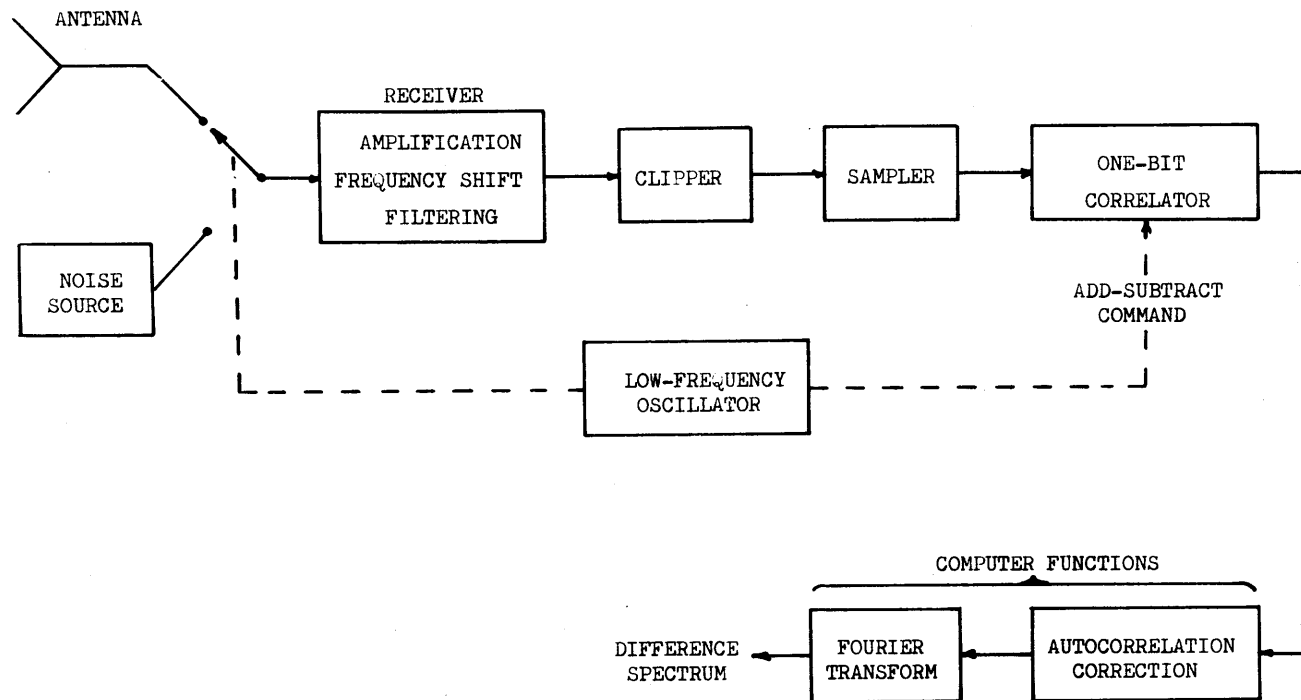 ANTENNA
RECEIVER
AMPLIFICATION
FREQUENCY SHIFT
FILTERING
CLIPPER
SAMPLER
ONE-BIT
CORRELATOR
NOISE
SOURCE
ADD-SUBTRACT
COMMAND
LOW-FREQUENCY
OSCILLATOR
COMPUTER FUNCTIONS
DIFFERENCE
SPECTRUM
FOURIER
TRANSFORM
AUTOCORRELATION
CORRECTION